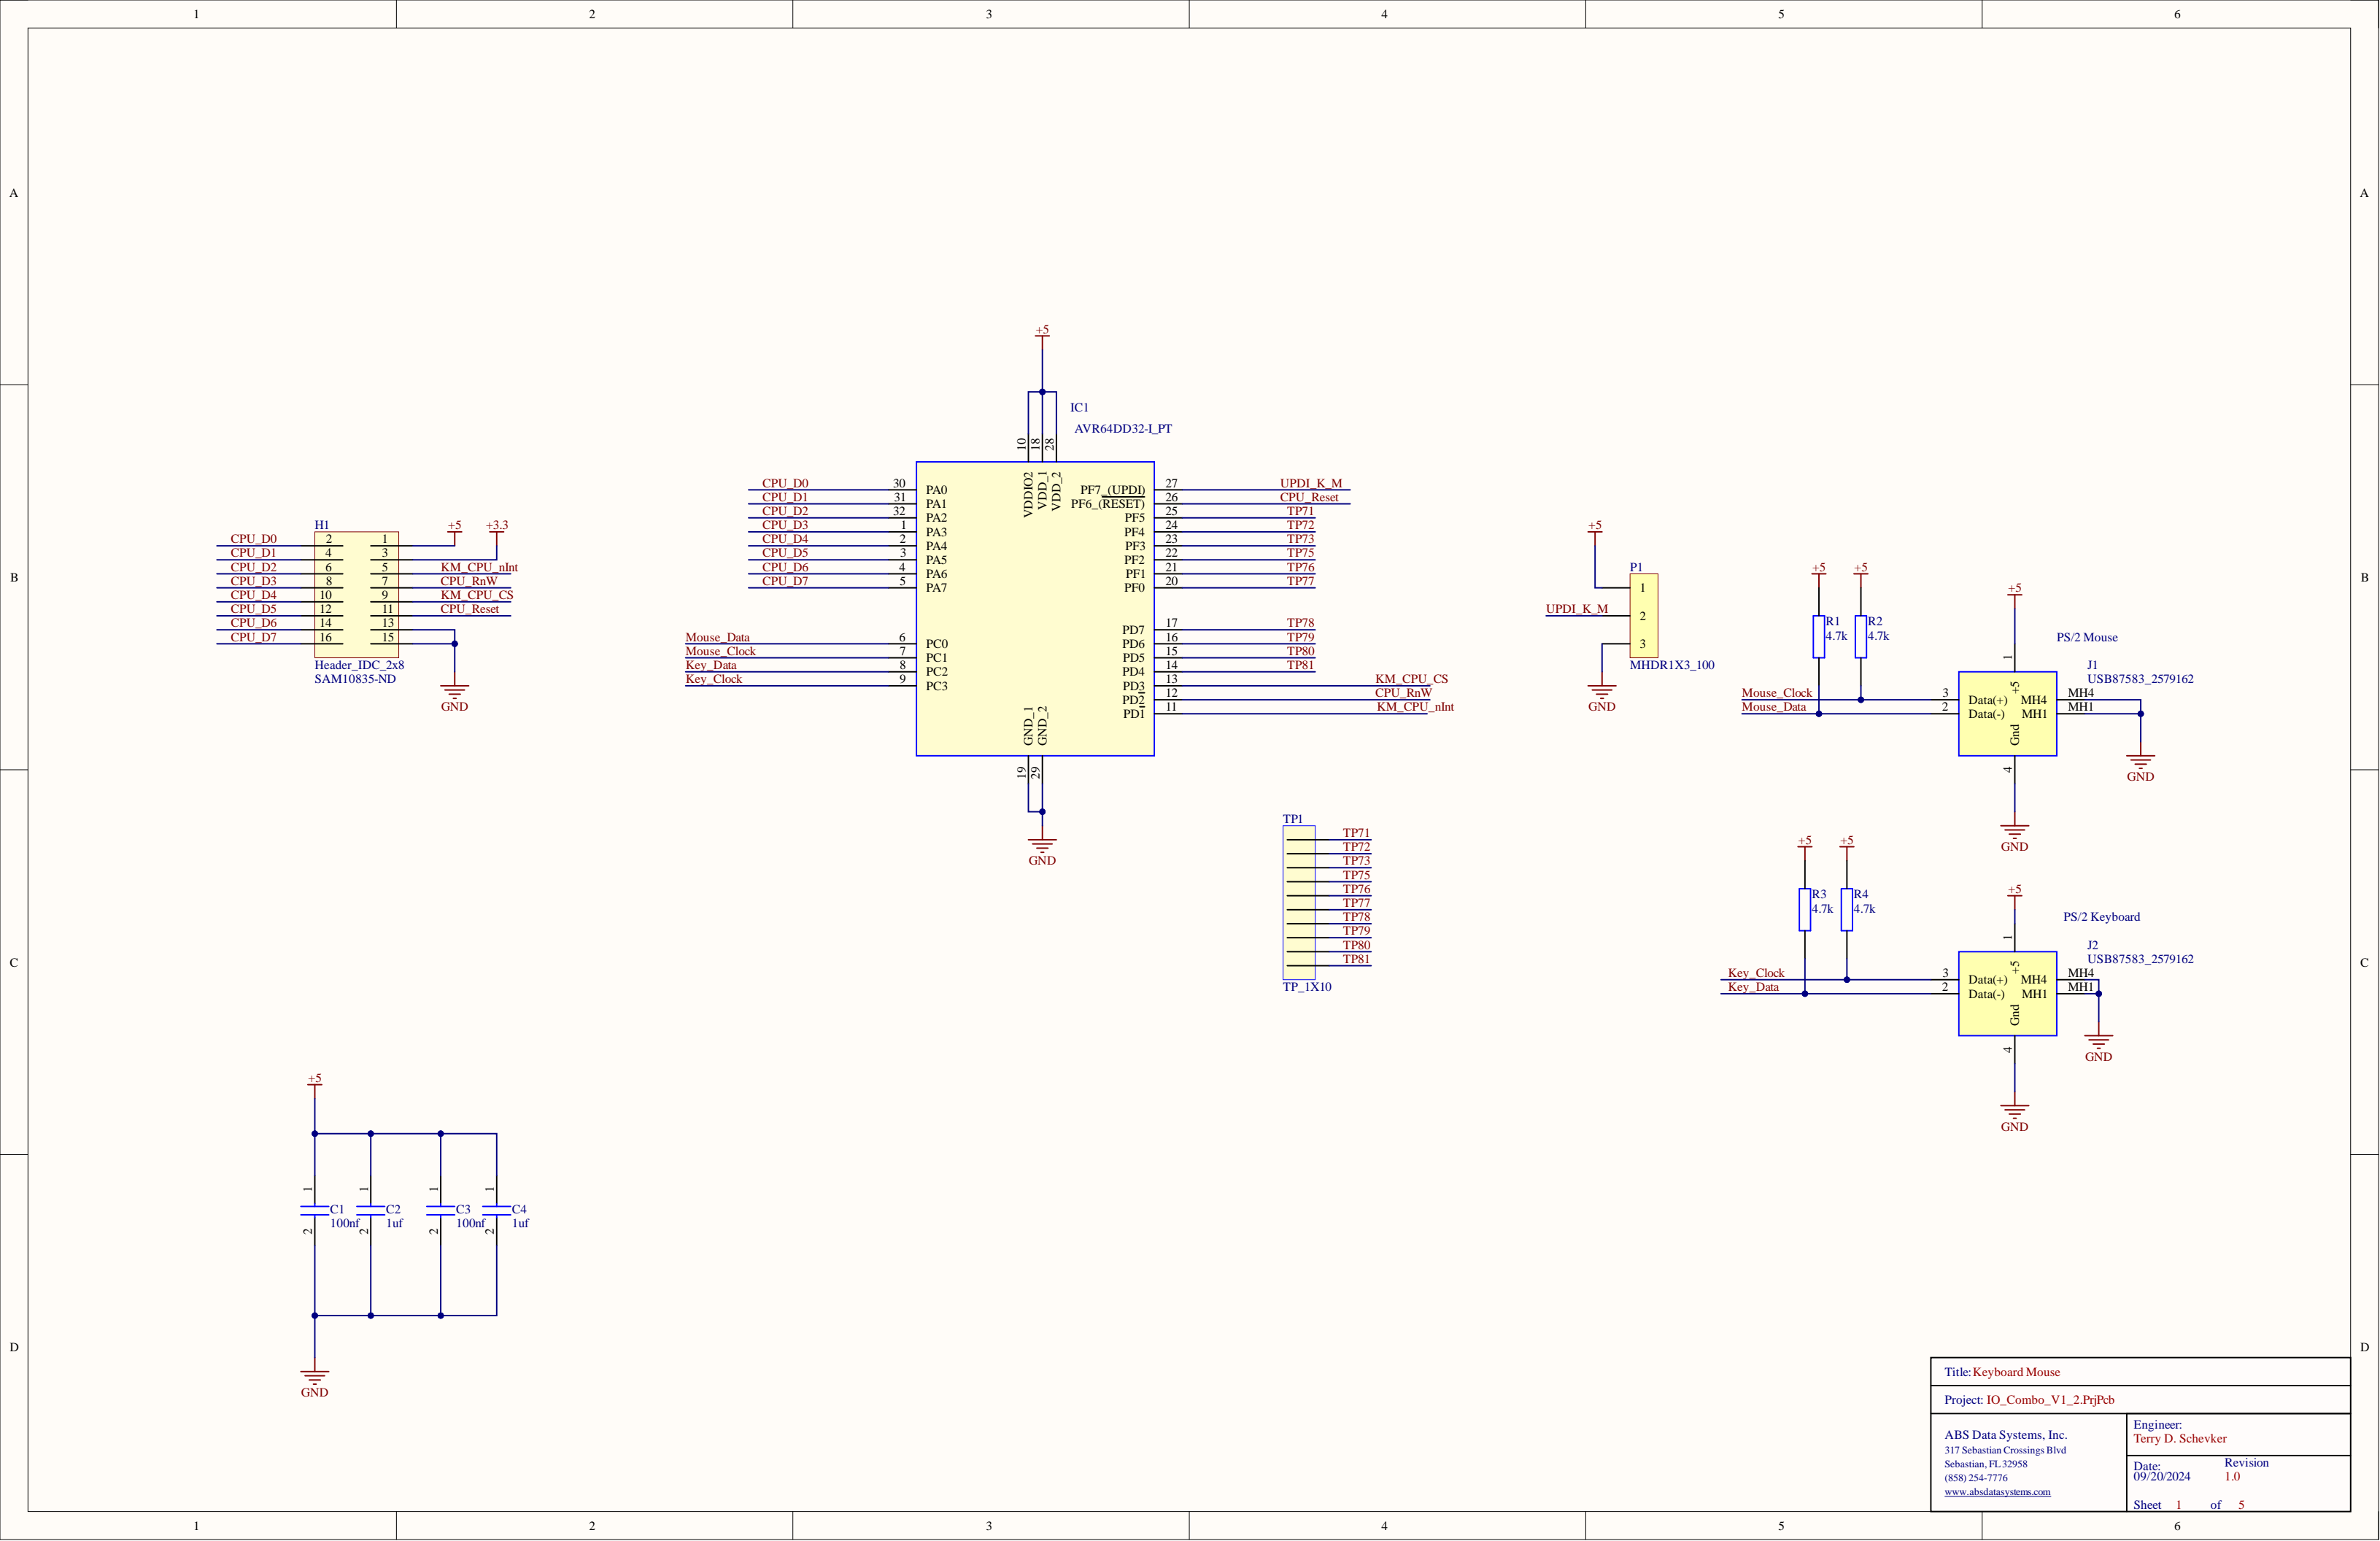 1 2 3 4 5 6
A A
B B
C C
D D
+5
IC1
AVR64DD32-I_PT
10 18 28
VDDIO2 VDD_1 VDD_2
CPU_D0 30 PA0
CPU_D1 31 PA1
CPU_D2 32 PA2
CPU_D3 1 PA3
CPU_D4 2 PA4
CPU_D5 3 PA5
CPU_D6 4 PA6
CPU_D7 5 PA7
Mouse_Data 6 PC0
Mouse_Clock 7 PC1
Key_Data 8 PC2
Key_Clock 9 PC3
PF7_(UPDI) 27 UPDI_K_M
PF6_(RESET) 26 CPU_Reset
PF5 25 TP71
PF4 24 TP72
PF3 23 TP73
PF2 22 TP75
PF1 21 TP76
PF0 20 TP77
PD7 17 TP78
PD6 16 TP79
PD5 15 TP80
PD4 14 TP81
PD3 13 KM_CPU_CS
PD2 12 CPU_RnW
PD1 11 KM_CPU_nInt
GND_1 GND_2
19 29
GND
H1
+5 +3.3
CPU_D0 2 1
CPU_D1 4 3
CPU_D2 6 5 KM_CPU_nInt
CPU_D3 8 7 CPU_RnW
CPU_D4 10 9 KM_CPU_CS
CPU_D5 12 11 CPU_Reset
CPU_D6 14 13
CPU_D7 16 15
Header_IDC_2x8
SAM10835-ND
GND
TP1
TP71
TP72
TP73
TP75
TP76
TP77
TP78
TP79
TP80
TP81
TP_1X10
+5
P1
1
UPDI_K_M 2
3
MHDR1X3_100
GND
+5 +5
R1 R2
4.7k 4.7k
+5
PS/2 Mouse
1
J1
USB87583_2579162
Mouse_Clock 3 Data(+) +5 MH4 MH4
Mouse_Data 2 Data(-) MH1 MH1
Gnd
4
GND
GND
+5 +5
R3 R4
4.7k 4.7k
+5
PS/2 Keyboard
1
J2
USB87583_2579162
Key_Clock 3 Data(+) +5 MH4 MH4
Key_Data 2 Data(-) MH1 MH1
Gnd
4
GND
GND
+5
1 1 1 1
C1 C2 C3 C4
100nf 1uf 100nf 1uf
2 2 2 2
GND
Title: Keyboard Mouse
Project: IO_Combo_V1_2.PrjPcb
ABS Data Systems, Inc.
317 Sebastian Crossings Blvd
Sebastian, FL 32958
(858) 254-7776
www.absdatasystems.com
Engineer:
Terry D. Schevker
Date: Revision
09/20/2024 1.0
Sheet 1 of 5
1 2 3 4 5 6